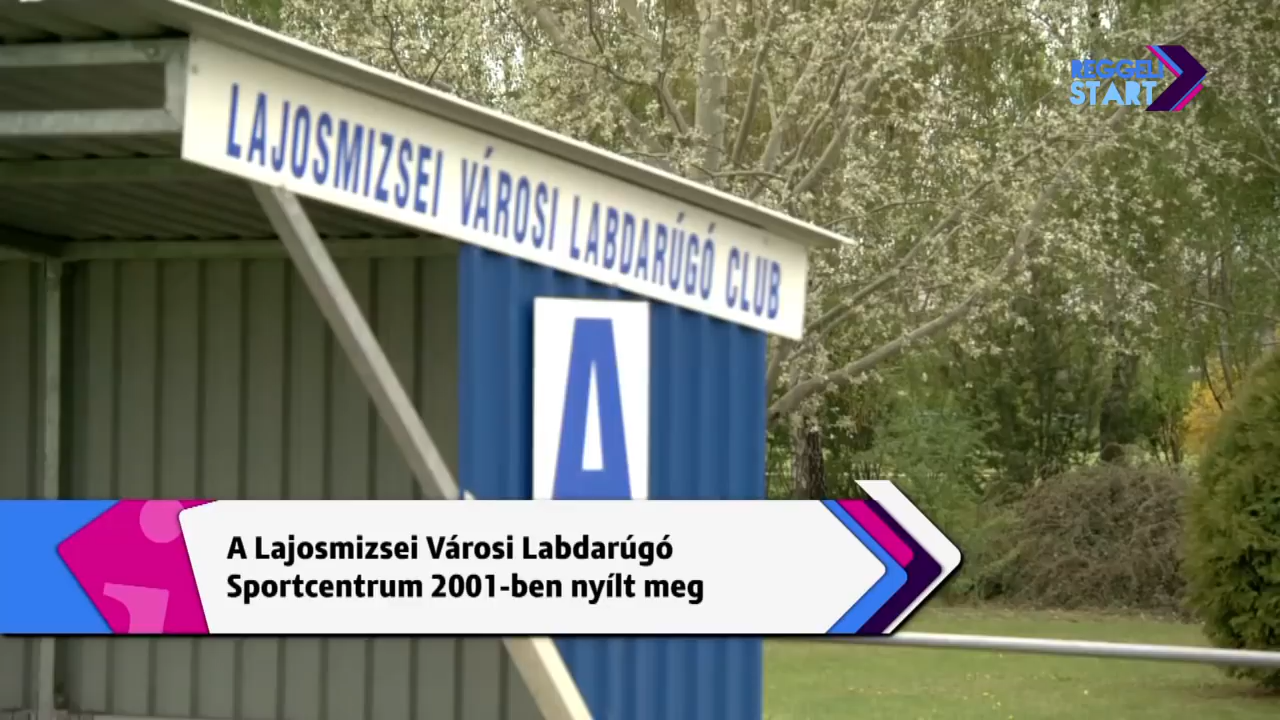 REGGELI
START
LAJOSMIZSEI VÁROSI LABDARÚGÓ CLUB
A
A Lajosmizsei Városi Labdarúgó
Sportcentrum 2001-ben nyílt meg